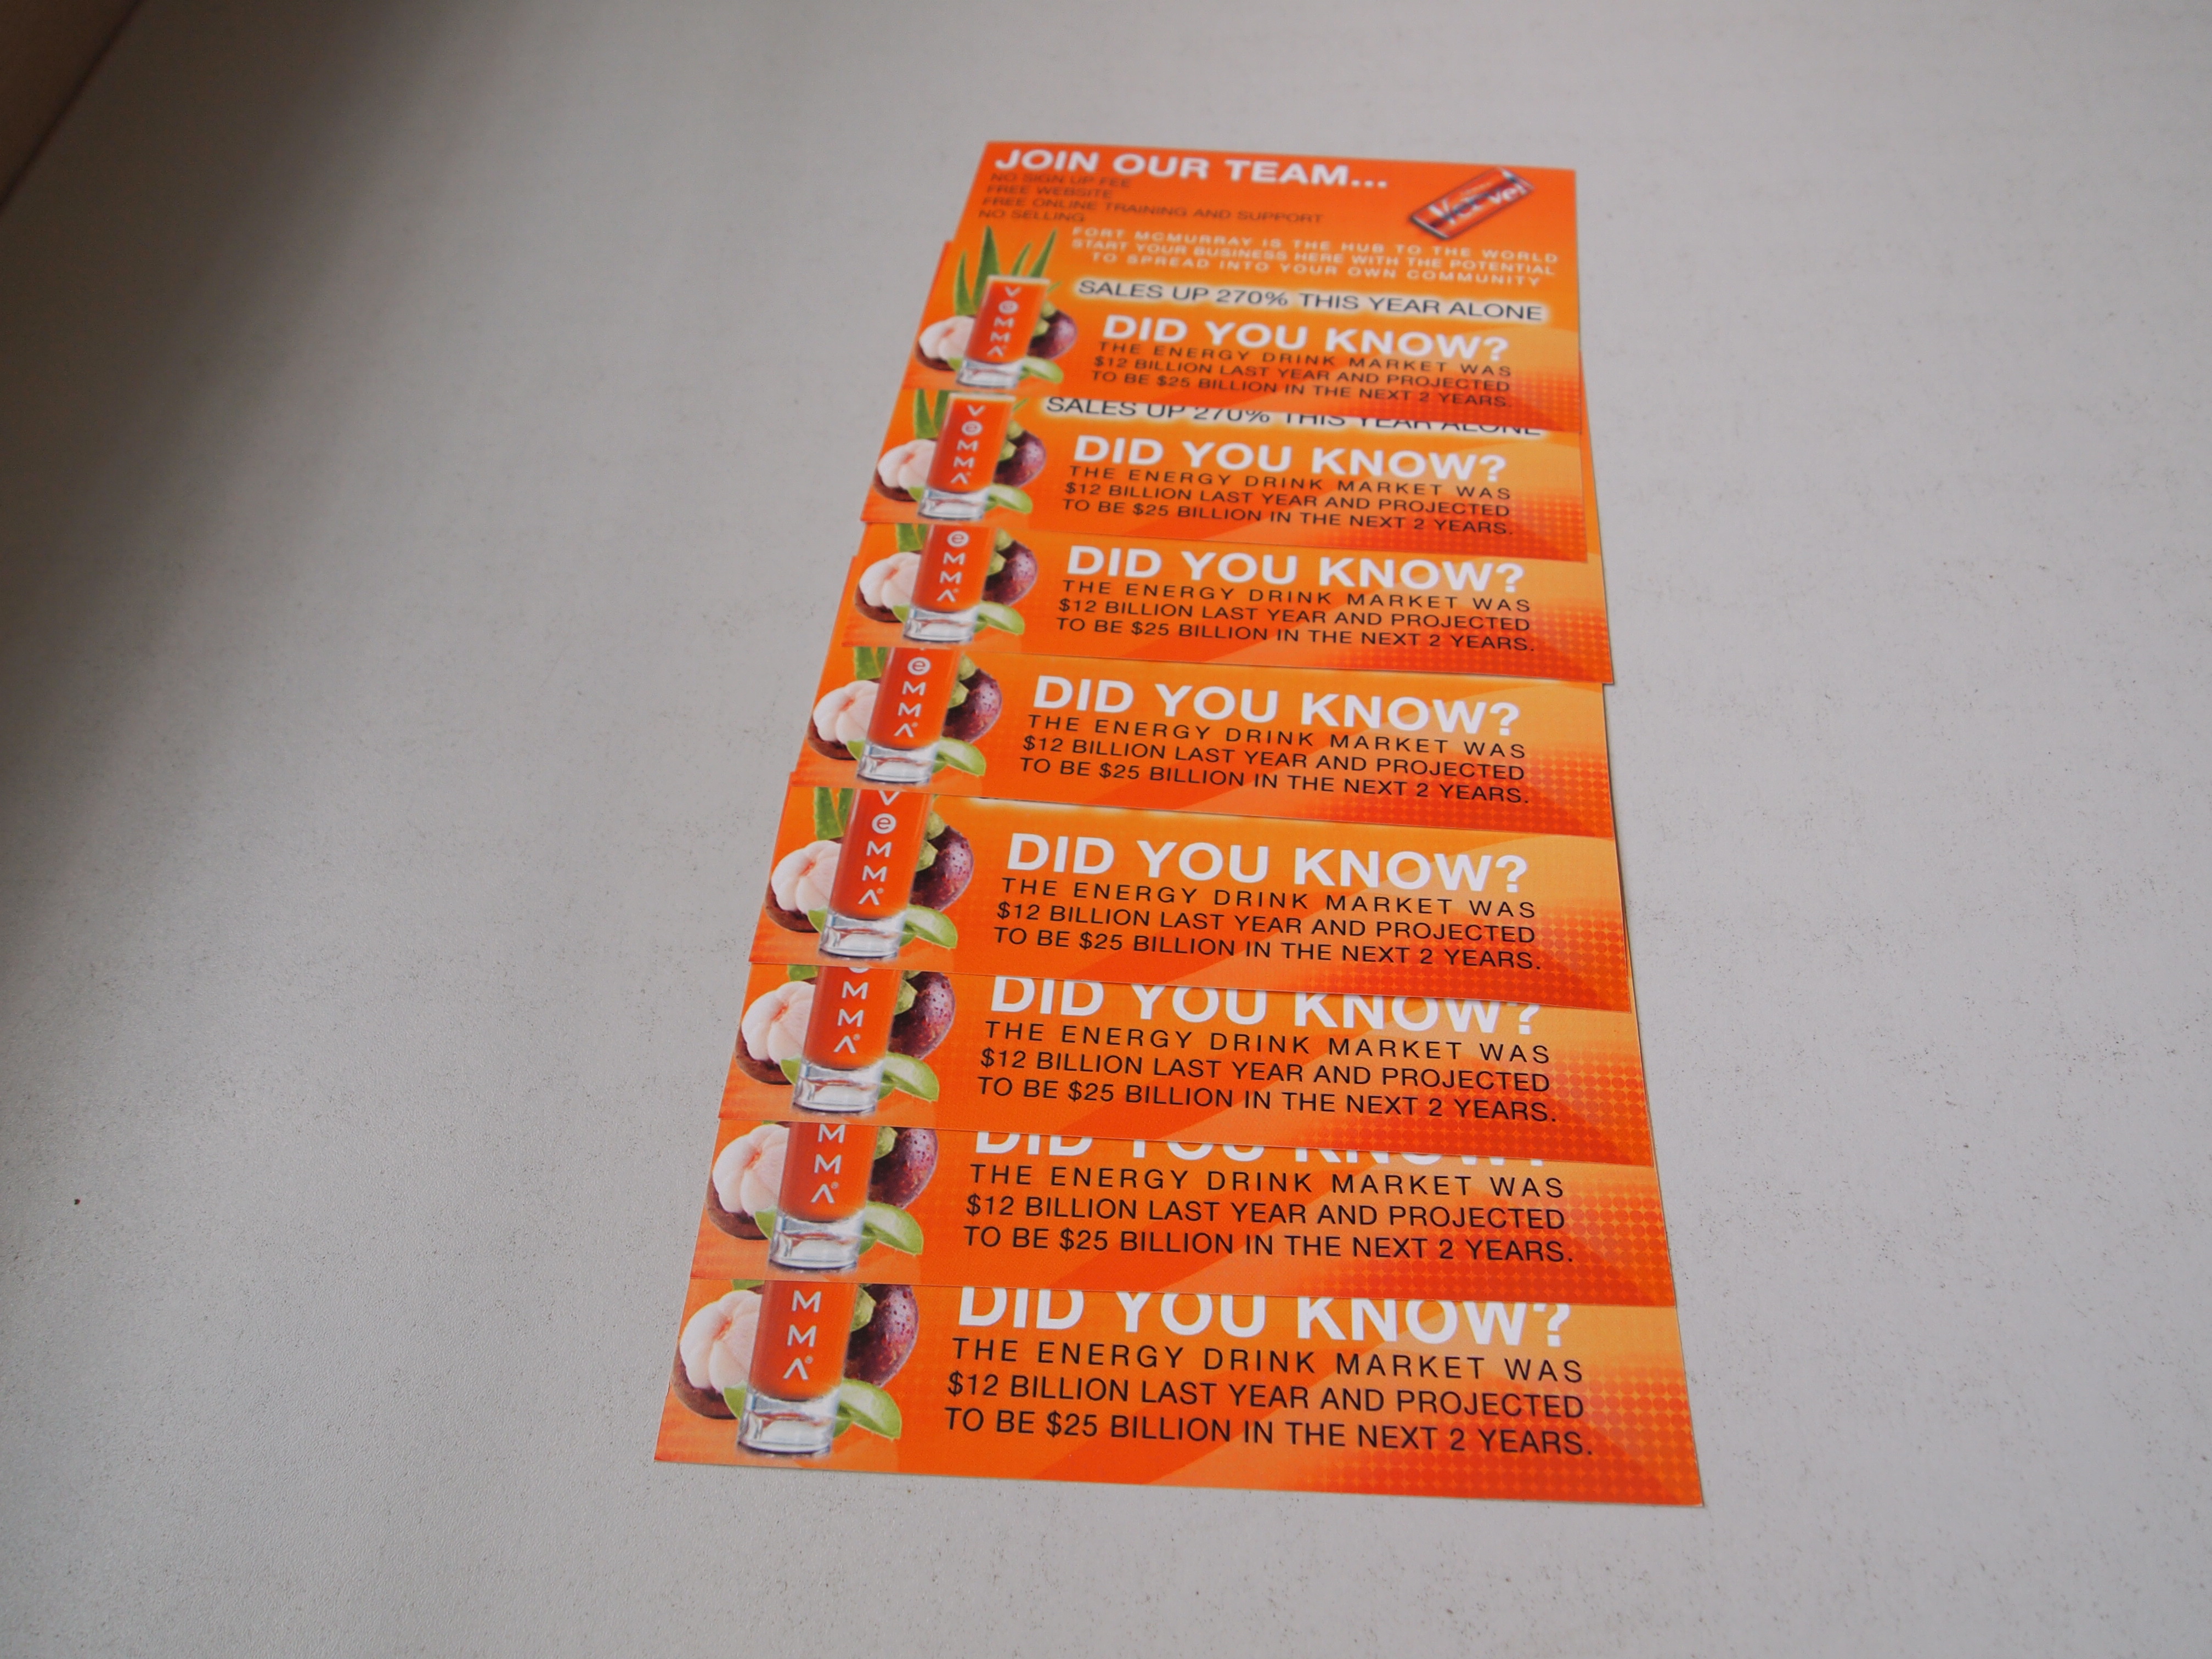 JOIN OUR TEAM...
NO SIGN UP FEE
FREE WEBSITE
FREE ONLINE TRAINING AND SUPPORT
NO SELLING
Verve!
FORT MCMURRAY IS THE HUB TO THE WORLD
START YOUR BUSINESS HERE WITH THE POTENTIAL
TO SPREAD INTO YOUR OWN COMMUNITY
SALES UP 270% THIS YEAR ALONE
VeMMA
DID YOU KNOW?
THE ENERGY DRINK MARKET WAS
$12 BILLION LAST YEAR AND PROJECTED
TO BE $25 BILLION IN THE NEXT 2 YEARS.
SALES UP 270% THIS YEAR ALONE
VeMMA
DID YOU KNOW?
THE ENERGY DRINK MARKET WAS
$12 BILLION LAST YEAR AND PROJECTED
TO BE $25 BILLION IN THE NEXT 2 YEARS.
eMMA
DID YOU KNOW?
THE ENERGY DRINK MARKET WAS
$12 BILLION LAST YEAR AND PROJECTED
TO BE $25 BILLION IN THE NEXT 2 YEARS.
eMMA®
DID YOU KNOW?
THE ENERGY DRINK MARKET WAS
$12 BILLION LAST YEAR AND PROJECTED
TO BE $25 BILLION IN THE NEXT 2 YEARS.
VeMMA®
DID YOU KNOW?
THE ENERGY DRINK MARKET WAS
$12 BILLION LAST YEAR AND PROJECTED
TO BE $25 BILLION IN THE NEXT 2 YEARS.
MMA®
DID YOU KNOW?
THE ENERGY DRINK MARKET WAS
$12 BILLION LAST YEAR AND PROJECTED
TO BE $25 BILLION IN THE NEXT 2 YEARS.
MMA®
DID YOU KNOW?
THE ENERGY DRINK MARKET WAS
$12 BILLION LAST YEAR AND PROJECTED
TO BE $25 BILLION IN THE NEXT 2 YEARS.
MMA®
DID YOU KNOW?
THE ENERGY DRINK MARKET WAS
$12 BILLION LAST YEAR AND PROJECTED
TO BE $25 BILLION IN THE NEXT 2 YEARS.